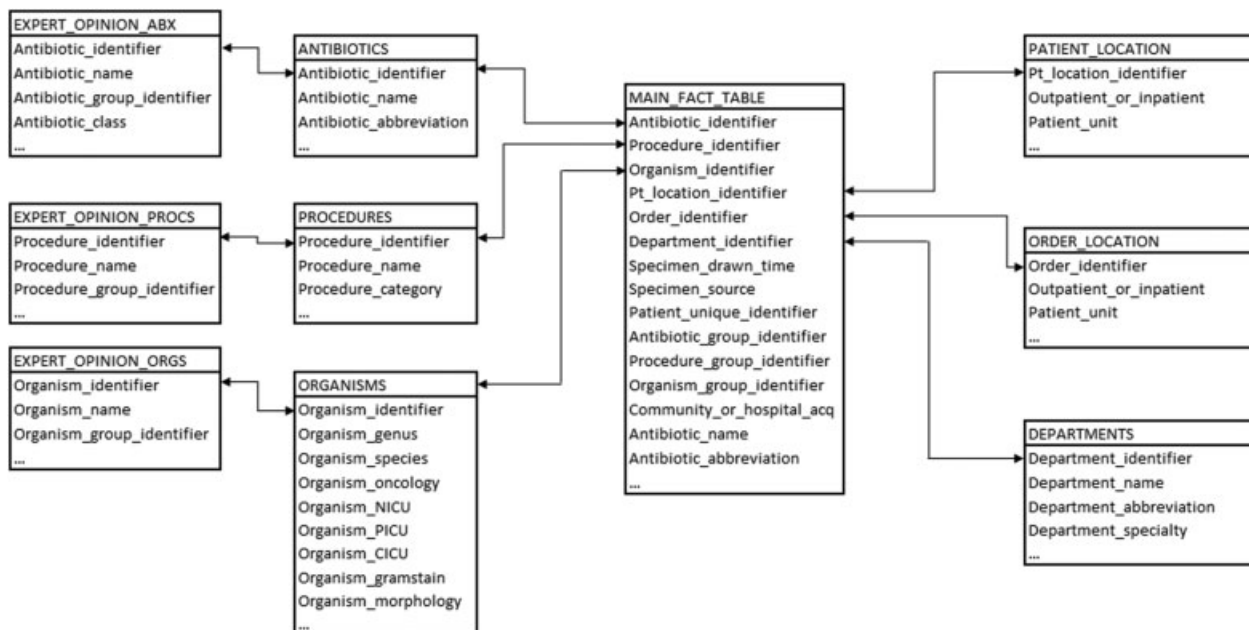 EXPERT_OPINION_ABX
Antibiotic_identifier
Antibiotic_name
Antibiotic_group_identifier
Antibiotic_class
...
EXPERT_OPINION_PROCS
Procedure_identifier
Procedure_name
Procedure_group_identifier
...
EXPERT_OPINION_ORGS
Organism_identifier
Organism_name
Organism_group_identifier
...
ANTIBIOTICS
Antibiotic_identifier
Antibiotic_name
Antibiotic_abbreviation
...
PROCEDURES
Procedure_identifier
Procedure_name
Procedure_category
...
ORGANISMS
Organism_identifier
Organism_genus
Organism_species
Organism_oncology
Organism_NICU
Organism_PICU
Organism_CICU
Organism_gramstain
Organism_morphology
...
MAIN_FACT_TABLE
Antibiotic_identifier
Procedure_identifier
Organism_identifier
Pt_location_identifier
Order_identifier
Department_identifier
Specimen_drawn_time
Specimen_source
Patient_unique_identifier
Antibiotic_group_identifier
Procedure_group_identifier
Organism_group_identifier
Community_or_hospital_acq
Antibiotic_name
Antibiotic_abbreviation
...
PATIENT_LOCATION
Pt_location_identifier
Outpatient_or_inpatient
Patient_unit
...
ORDER_LOCATION
Order_identifier
Outpatient_or_inpatient
Patient_unit
...
DEPARTMENTS
Department_identifier
Department_name
Department_abbreviation
Department_specialty
...